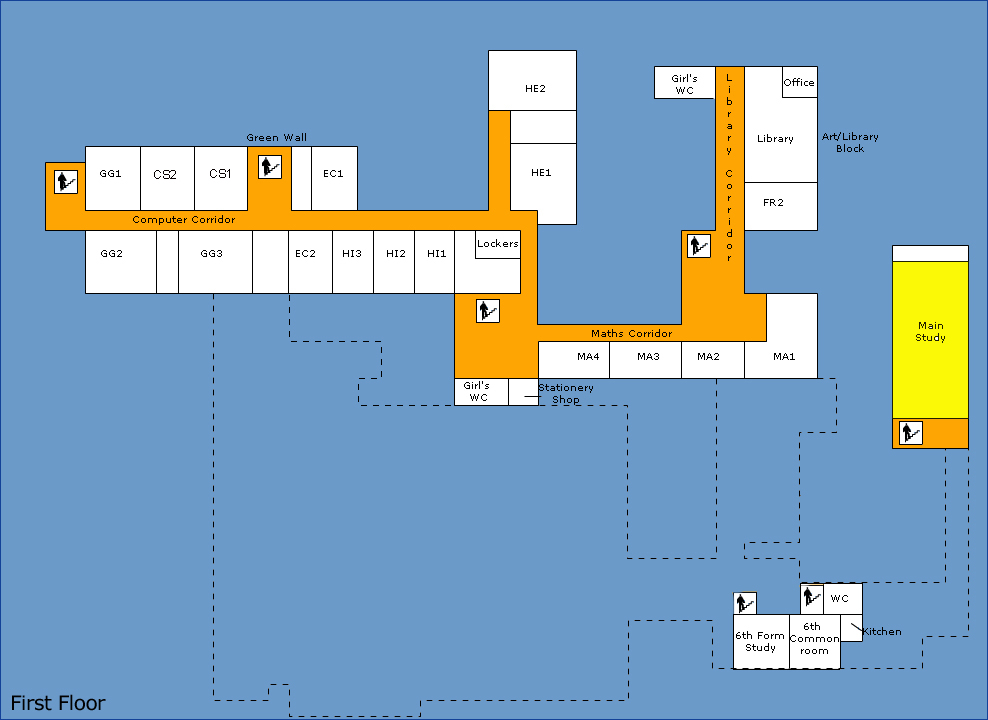 HE2
Girl's
WC
Library Corridor
Office
Library
Art/Library
Block
Green Wall
GG1
CS2
CS1
EC1
HE1
FR2
Computer Corridor
GG2
GG3
EC2
HI3
HI2
HI1
Lockers
Maths Corridor
MA4
MA3
MA2
MA1
Main
Study
Girl's
WC
Stationery
Shop
WC
6th Form
Study
6th
Common
room
Kitchen
First Floor